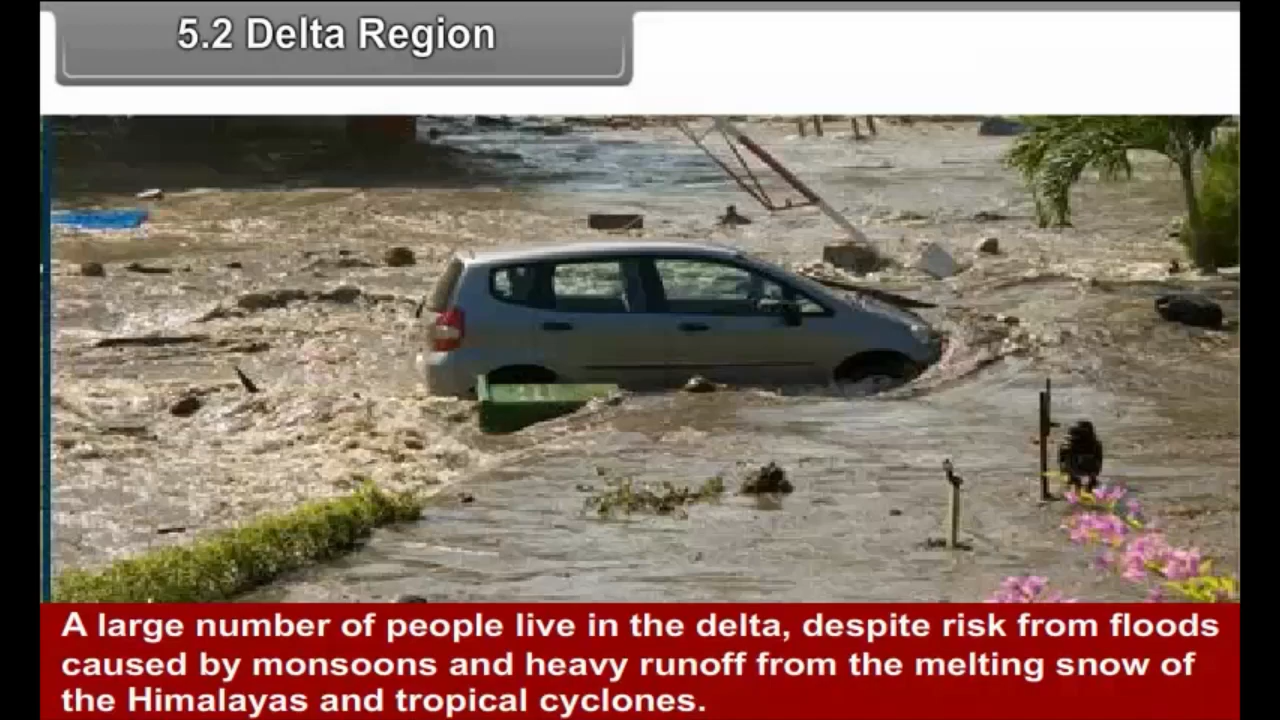 5.2 Delta Region
A large number of people live in the delta, despite risk from floods
caused by monsoons and heavy runoff from the melting snow of
the Himalayas and tropical cyclones.